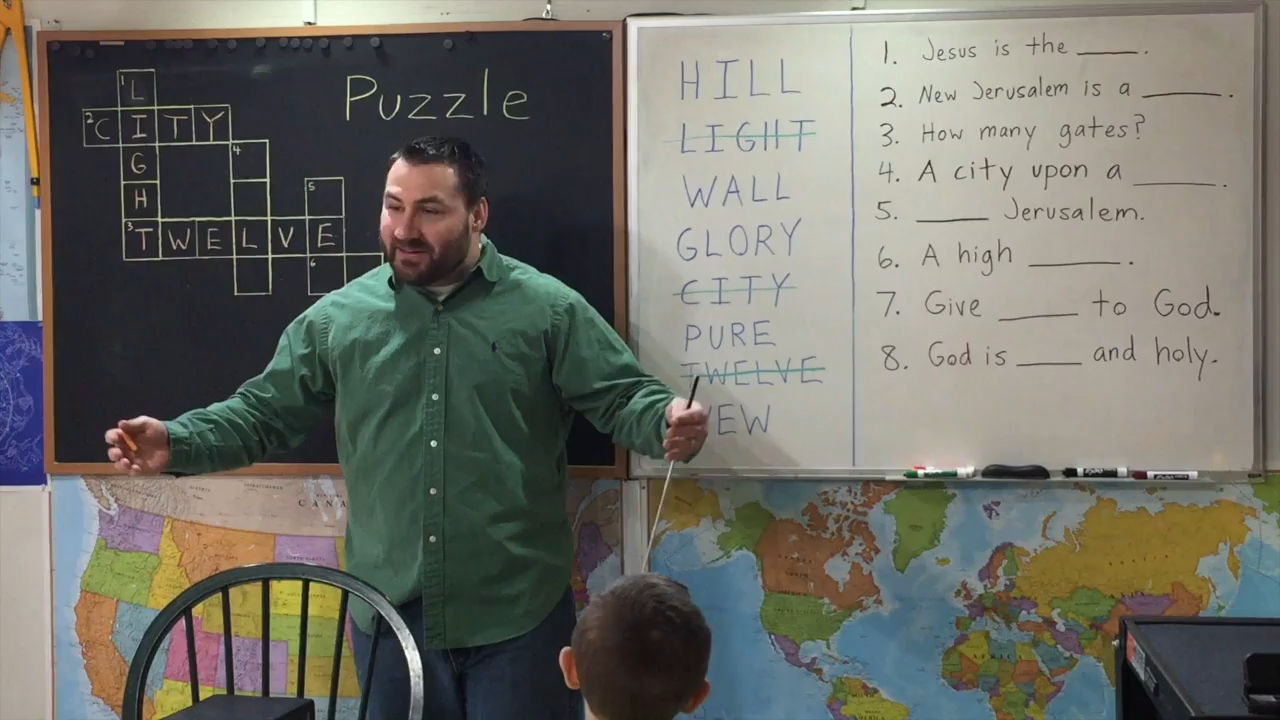 Puzzle
1 L
2 C I T Y
G
4
H
5
3 T W E L V E
6
HILL
LIGHT
WALL
GLORY
CITY
PURE
TWELVE
EW
1. Jesus is the ____.
2. New Jerusalem is a ____.
3. How many gates?
4. A city upon a ____.
5. ____ Jerusalem.
6. A high ____.
7. Give ____ to God.
8. God is ____ and holy.
CANA